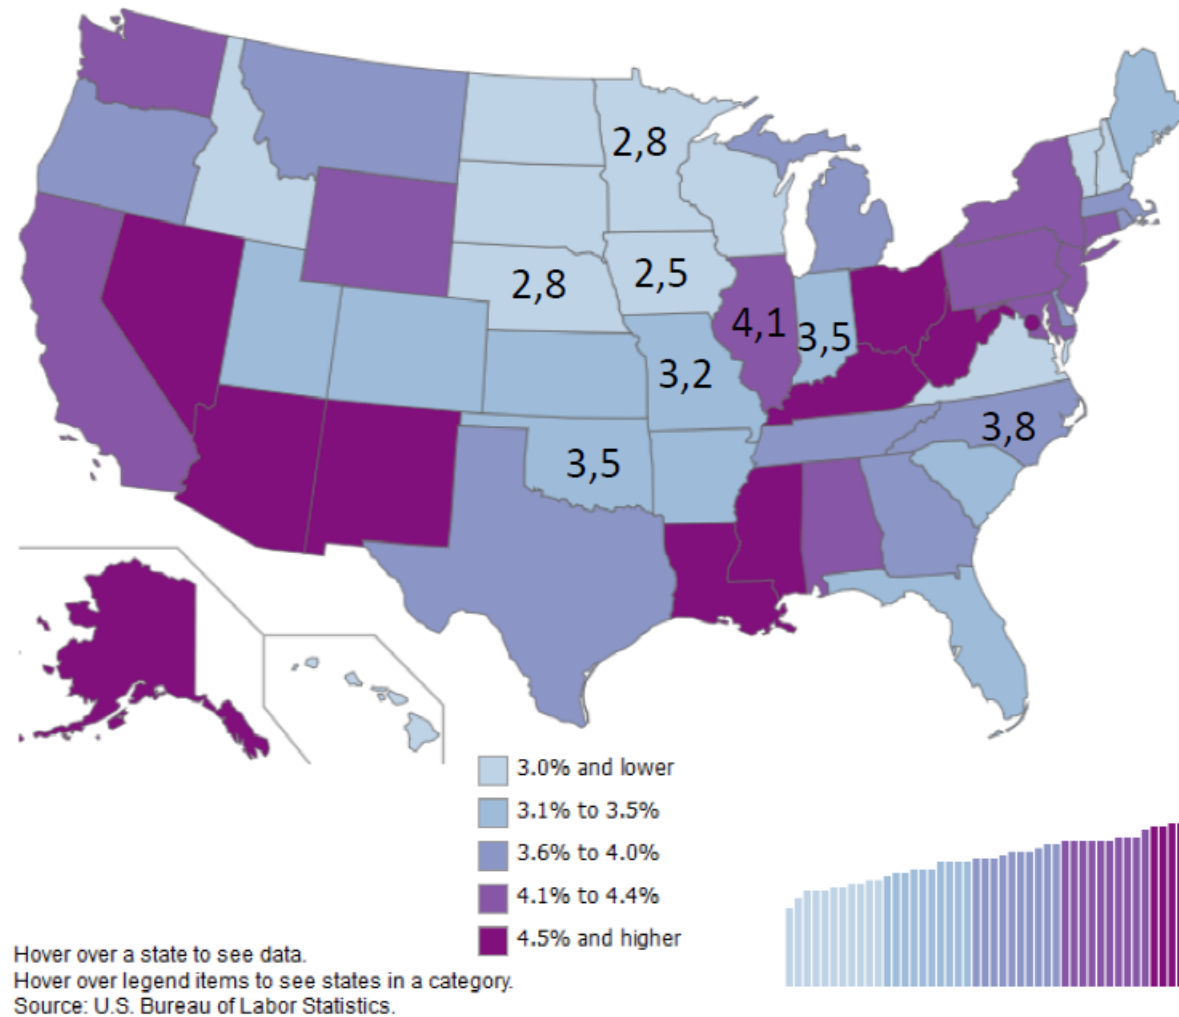 2,8
2,8
2,5
4,1
3,5
3,2
3,8
3,5
3.0% and lower
3.1% to 3.5%
3.6% to 4.0%
4.1% to 4.4%
4.5% and higher
Hover over a state to see data.
Hover over legend items to see states in a category.
Source: U.S. Bureau of Labor Statistics.